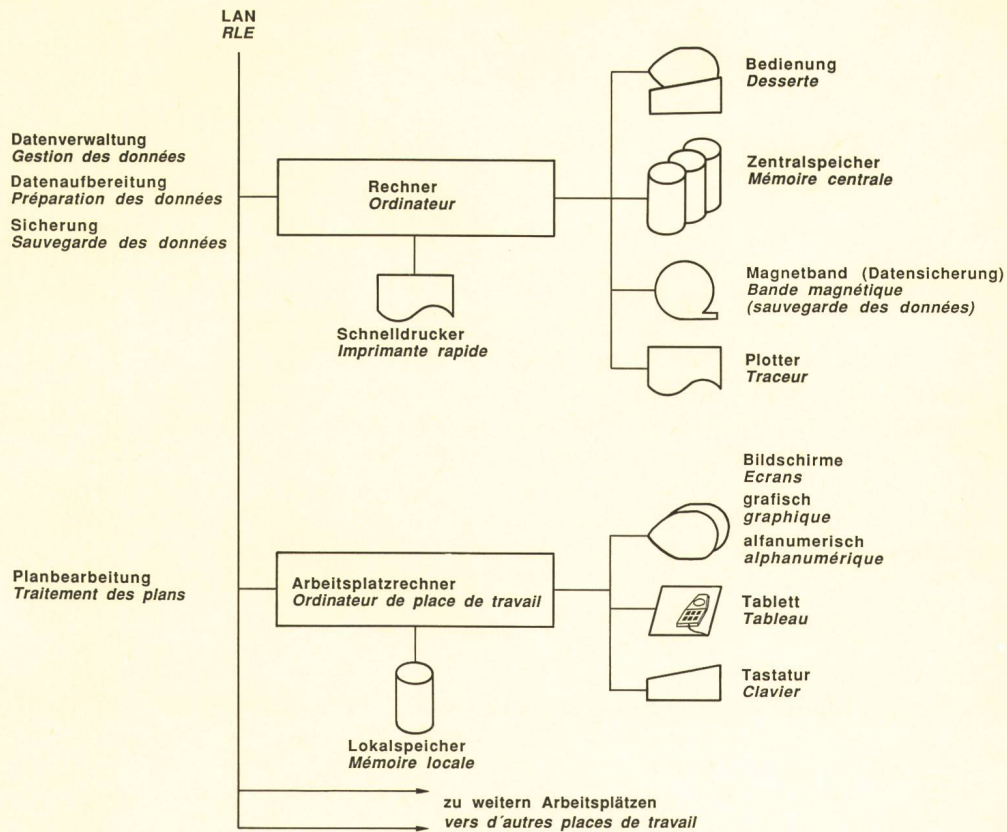 LAN
RLE
Datenverwaltung
Gestion des données
Datenaufbereitung
Préparation des données
Sicherung
Sauvegarde des données
Rechner
Ordinateur
Schnelldrucker
Imprimante rapide
Bedienung
Desserte
Zentralspeicher
Mémoire centrale
Magnetband (Datensicherung)
Bande magnétique
(sauvegarde des données)
Plotter
Traceur
Planbearbeitung
Traitement des plans
Arbeitsplatzrechner
Ordinateur de place de travail
Lokalspeicher
Mémoire locale
Bildschirme
Ecrans
grafisch
graphique
alfanumerisch
alphanumérique
Tablett
Tableau
Tastatur
Clavier
zu weitern Arbeitsplätzen
vers d´autres places de travail